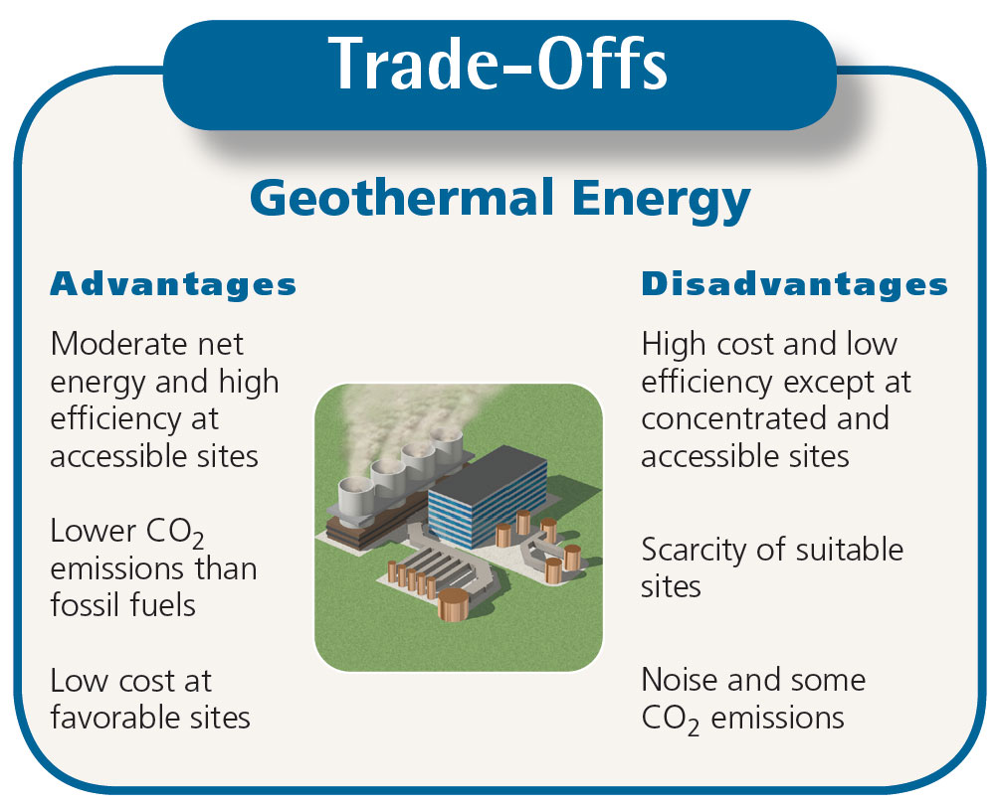 Trade-Offs
Geothermal Energy
Advantages
Moderate net
energy and high
efficiency at
accessible sites
Lower CO₂
emissions than
fossil fuels
Low cost at
favorable sites
Disadvantages
High cost and low
efficiency except at
concentrated and
accessible sites
Scarcity of suitable
sites
Noise and some
CO₂ emissions